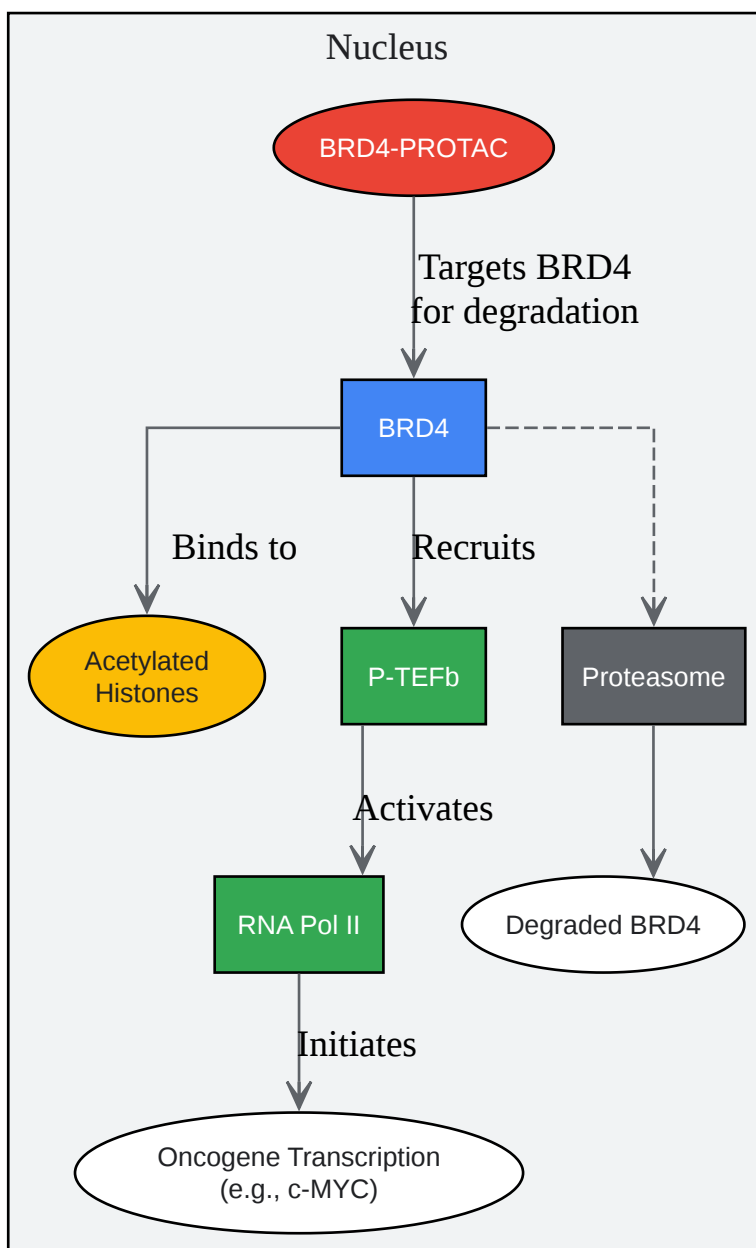 Nucleus
BRD4-PROTAC
Targets BRD4
for degradation
BRD4
Binds to
Recruits
Acetylated
Histones
P-TEFb
Proteasome
Activates
RNA Pol II
Degraded BRD4
Initiates
Oncogene Transcription
(e.g., c-MYC)